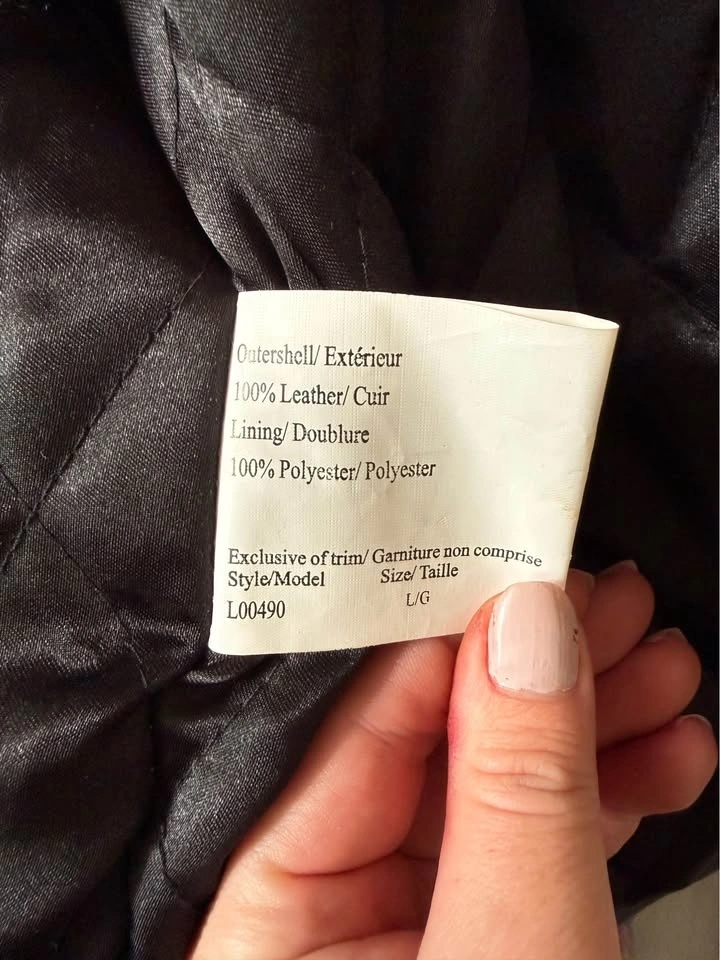 Outershell/ Extérieur
100% Leather/ Cuir
Lining/ Doublure
100% Polyester/ Polyester
Exclusive of trim/ Garniture non comprise
Style/Model Size/ Taille
L00490 L/G